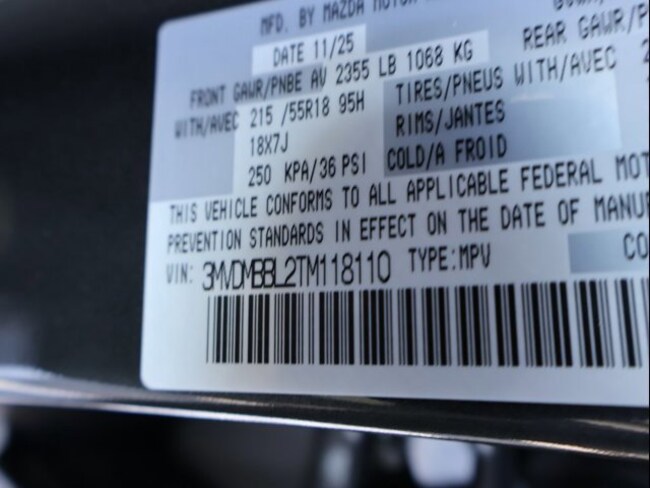 MFD. BY MAZDA MOTOR
DATE 11/25
FRONT GAWR/PNBE AV 2355 LB 1068 KG
REAR GAWR/P
WITH/AVEC 215 /55R18 95H
TIRES/PNEUS WITH/AVEC
18X7J
RIMS/JANTES
250 KPA/36 PSI
COLD/A FROID
THIS VEHICLE CONFORMS TO ALL APPLICABLE FEDERAL MOT
PREVENTION STANDARDS IN EFFECT ON THE DATE OF MANU
VIN: 3MVDMBBL2TM118110 TYPE:MPV
CO